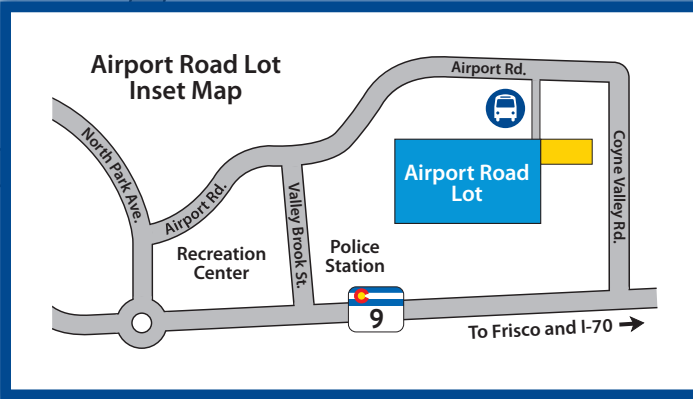 Airport Road Lot
Inset Map
Airport Rd.
North Park Ave.
Airport Rd.
Valley Brook St.
Coyne Valley Rd.
Airport Road
Lot
Recreation
Center
Police
Station
9
To Frisco and I-70